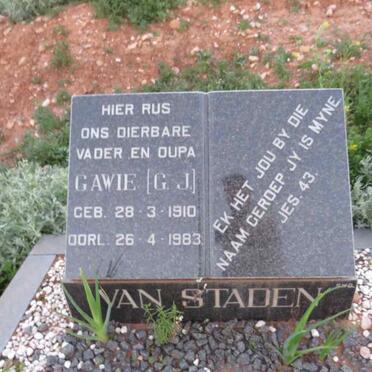 HIER RUS
ONS DIERBARE
VADER EN OUPA
GAWIE [G. J.]
GEB. 28-3-1910
OORL. 26-4-1983
EK HET JOU BY DIE
NAAM GEROEP JY IS MYNE
JES. 43.
VAN STADEN